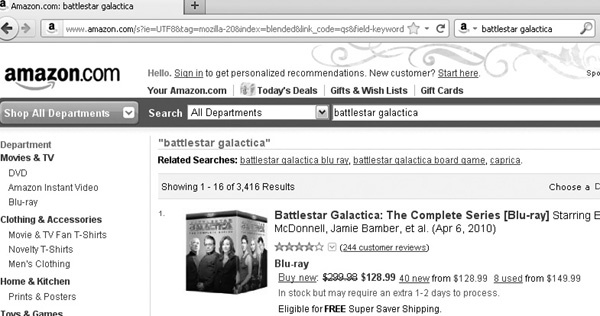 Amazon.com: battlestar galactica
www.amazon.com/s?ie=UTF8&tag=mozilla-20&index=blended&link_code=qs&field-keyword
battlestar galactica
amazon.com
Hello. Sign in to get personalized recommendations. New customer? Start here.
Spo
Your Amazon.com
Today's Deals
Gifts & Wish Lists
Gift Cards
Shop All Departments
Search
All Departments
battlestar galactica
Department
Movies & TV
DVD
Amazon Instant Video
Blu-ray
Clothing & Accessories
Movie & TV Fan T-Shirts
Novelty T-Shirts
Men's Clothing
Home & Kitchen
Prints & Posters
Toys & Games
"battlestar galactica"
Related Searches: battlestar galactica blu ray, battlestar galactica board game, caprica.
Showing 1 - 16 of 3,416 Results
Choose a D
1.
GALACTICA
Battlestar Galactica: The Complete Series [Blu-ray] Starring E
McDonnell, Jamie Bamber, et al. (Apr 6, 2010)
(244 customer reviews)
Blu-ray
Buy new: $299.98 $128.99 40 new from $128.99 8 used from $149.99
In stock but may require an extra 1-2 days to process.
Eligible for FREE Super Saver Shipping.